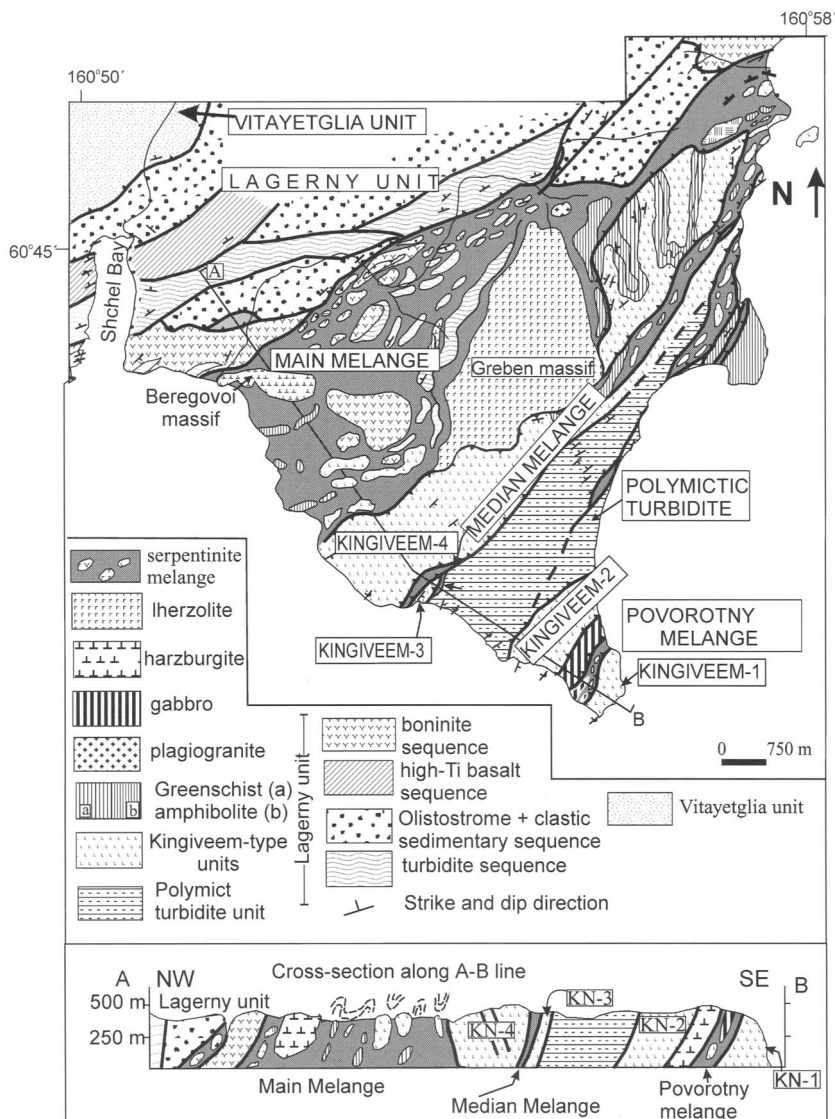 160°58'
160°50'
VITAYETGLIA UNIT
LAGERNY UNIT
N
60°45'
A
Shchel Bay
MAIN MELANGE
Greben massif
Beregovoi
massif
MEDIAN MELANGE
POLYMICTIC
TURBIDITE
KINGIVEEM-4
KINGIVEEM-2
KINGIVEEM-3
POVOROTNY
MELANGE
KINGIVEEM-1
B
0 750 m
serpentinite
melange
lherzolite
harzburgite
gabbro
plagiogranite
a b
Greenschist (a)
amphibolite (b)
Kingiveem-type
units
Polymict
turbidite unit
Lagerny unit
boninite
sequence
high-Ti basalt
sequence
Olistostrome + clastic
sedimentary sequence
turbidite sequence
Strike and dip direction
Vitayetglia unit
A NW Cross-section along A-B line SE B
500 m
250 m
Lagerny unit
KN-4
KN-3
KN-2
KN-1
Main Melange
Median Melange
Povorotny
melange